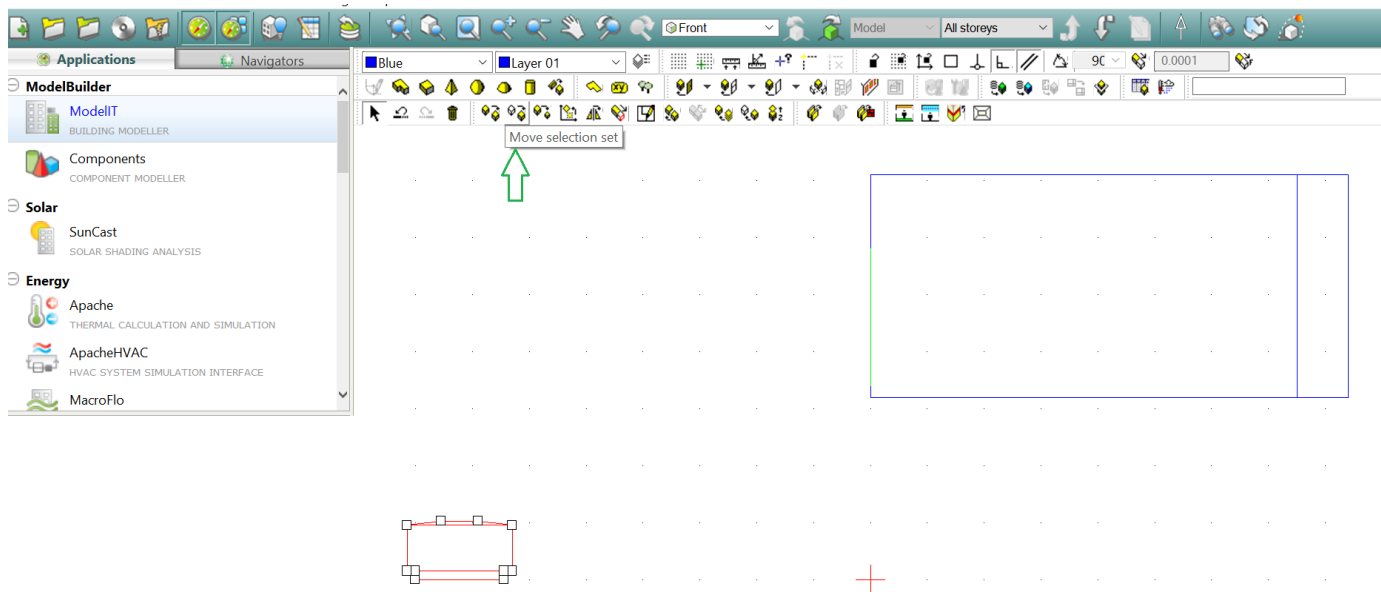 Front
Model
All storeys
Applications
Navigators
Blue
Layer 01
90
0.0001
ModelBuilder
ModelIT
BUILDING MODELLER
Components
COMPONENT MODELLER
Solar
SunCast
SOLAR SHADING ANALYSIS
Energy
Apache
THERMAL CALCULATION AND SIMULATION
ApacheHVAC
HVAC SYSTEM SIMULATION INTERFACE
MacroFlo
Move selection set